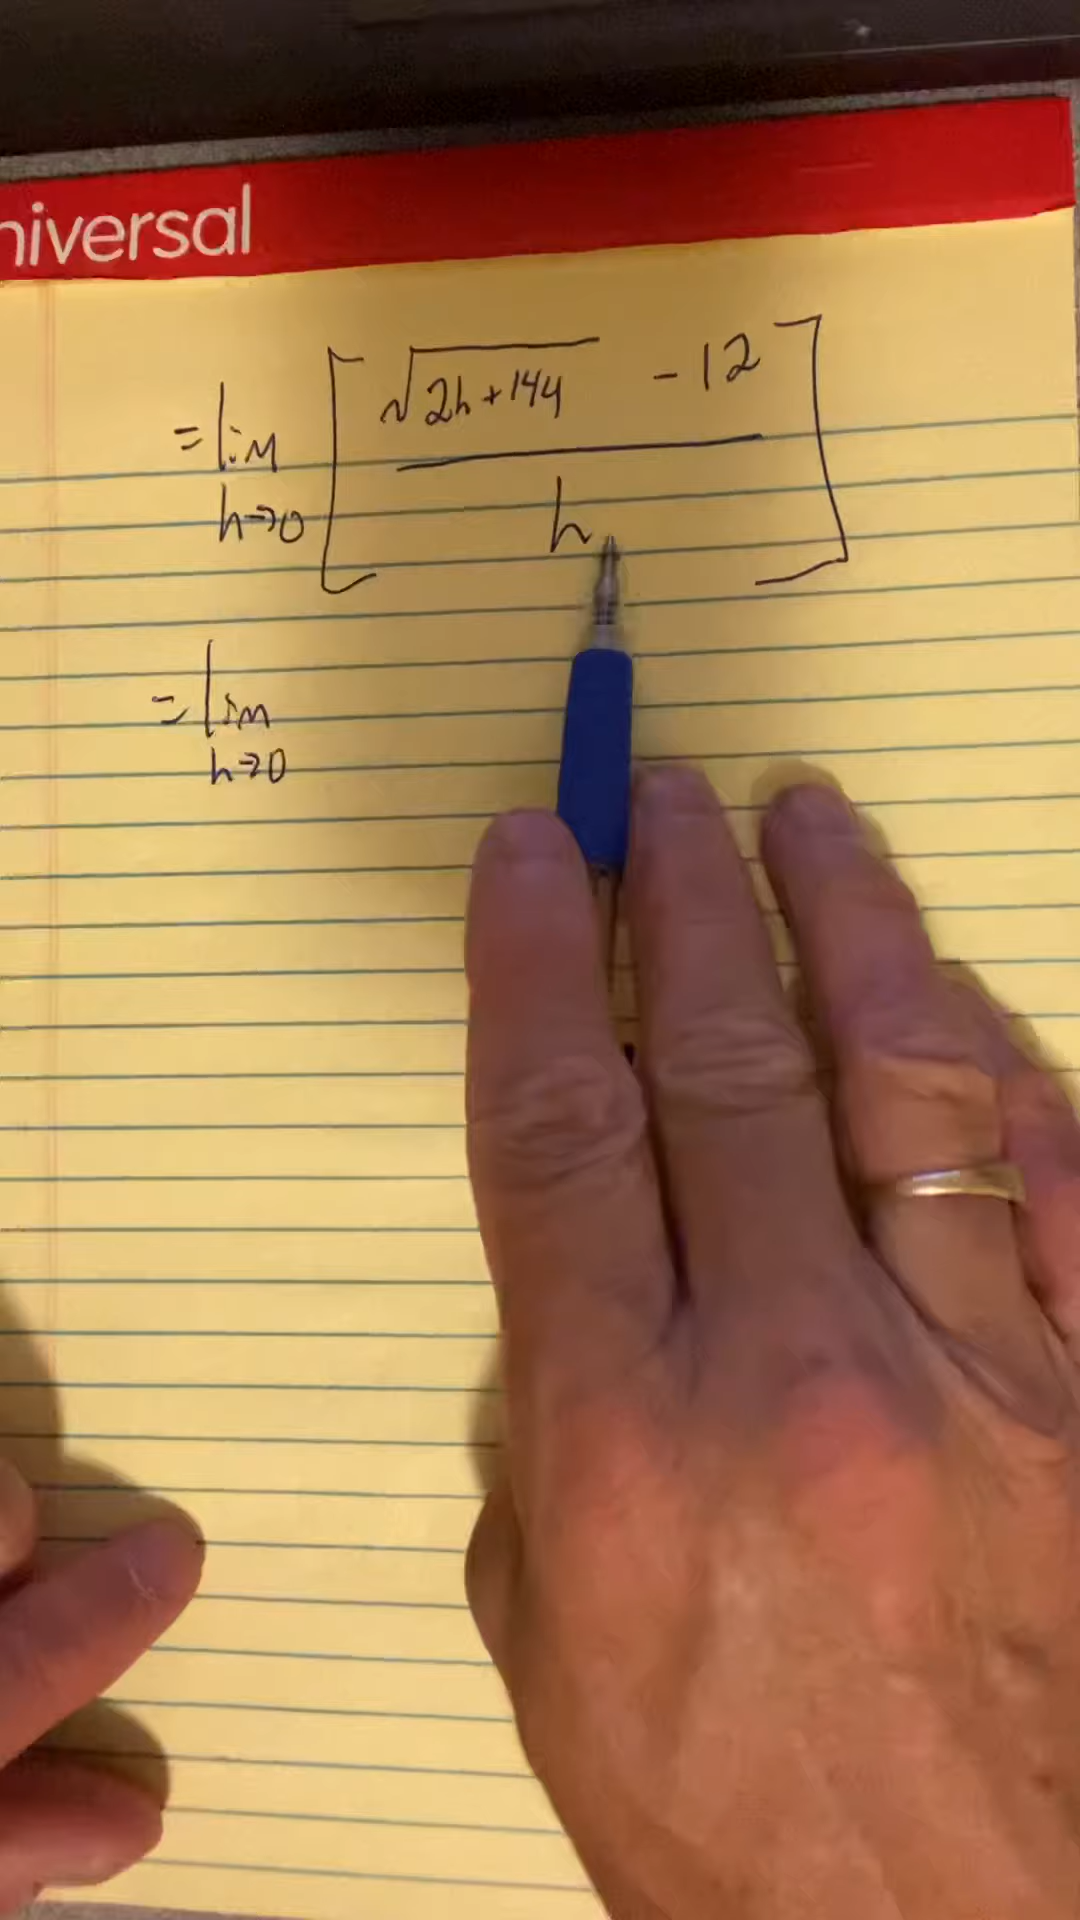 niversal
= lim [ √(2h+144) - 12
h→0 h ]
= lim
h→0